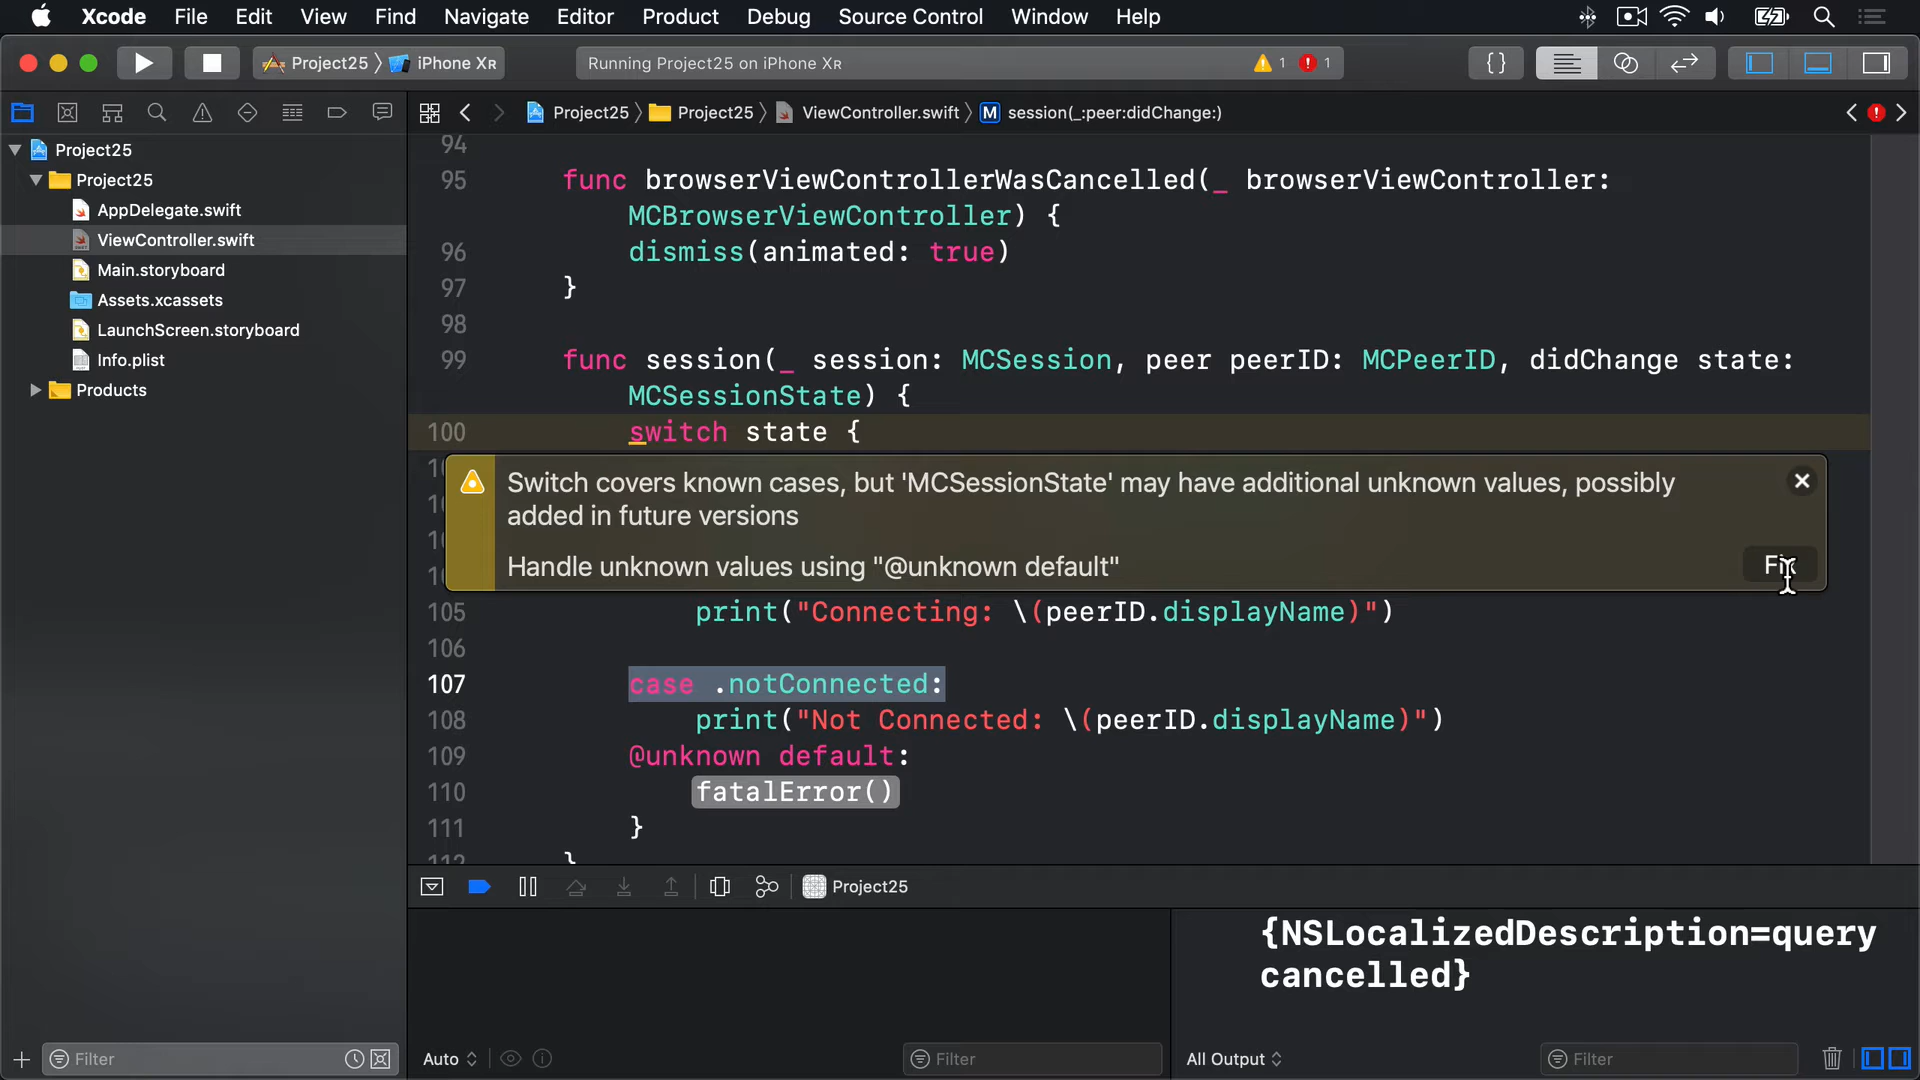 Xcode File Edit View Find Navigate Editor Product Debug Source Control Window Help
Project25 iPhone XR Running Project25 on iPhone XR 1 1 {}
Project25 Project25 ViewController.swift M session(_:peer:didChange:)
Project25
Project25
AppDelegate.swift
ViewController.swift
Main.storyboard
Assets.xcassets
LaunchScreen.storyboard
Info.plist
Products
94
95 func browserViewControllerWasCancelled(_ browserViewController:
MCBrowserViewController) {
96 dismiss(animated: true)
97 }
98
99 func session(_ session: MCSession, peer peerID: MCPeerID, didChange state:
MCSessionState) {
100 switch state {
Switch covers known cases, but 'MCSessionState' may have additional unknown values, possibly
added in future versions
Handle unknown values using "@unknown default" Fix
105 print("Connecting: \(peerID.displayName)")
106
107 case .notConnected:
108 print("Not Connected: \(peerID.displayName)")
109 @unknown default:
110 fatalError()
111 }
112 }
Project25
{NSLocalizedDescription=query
cancelled}
Filter Auto Filter All Output Filter